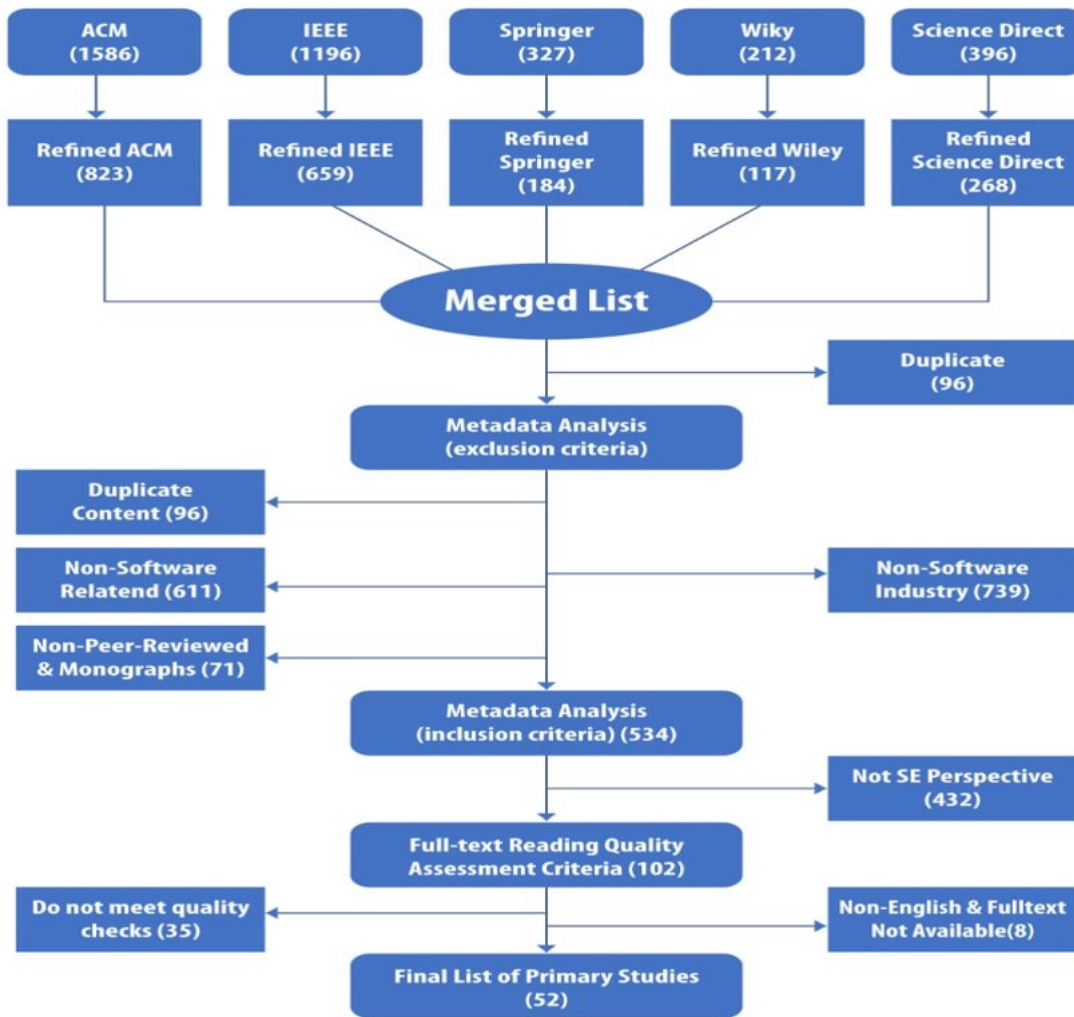 ACM
(1586)
IEEE
(1196)
Springer
(327)
Wiky
(212)
Science Direct
(396)
Refined ACM
(823)
Refined IEEE
(659)
Refined
Springer
(184)
Refined Wiley
(117)
Refined
Science Direct
(268)
Merged List
Duplicate
(96)
Metadata Analysis
(exclusion criteria)
Duplicate
Content (96)
Non-Software
Relatend (611)
Non-Software
Industry (739)
Non-Peer-Reviewed
& Monographs (71)
Metadata Analysis
(inclusion criteria) (534)
Not SE Perspective
(432)
Full-text Reading Quality
Assessment Criteria (102)
Do not meet quality
checks (35)
Non-English & Fulltext
Not Available(8)
Final List of Primary Studies
(52)